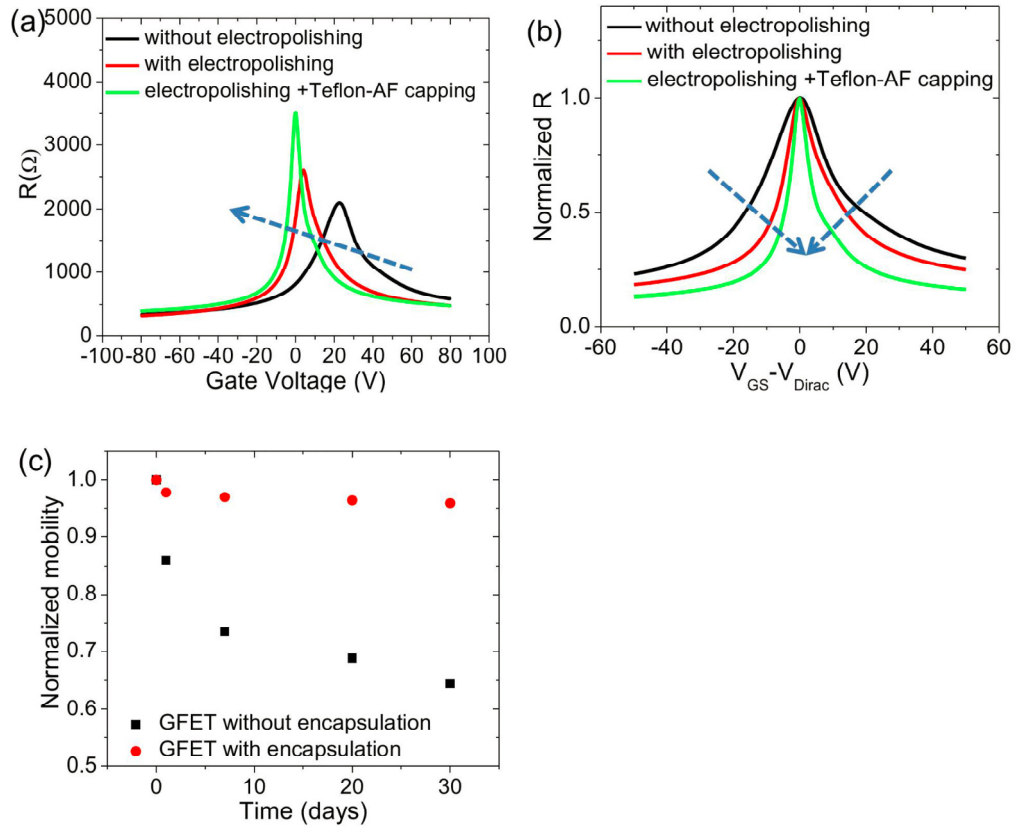 (a)
without electropolishing
with electropolishing
electropolishing +Teflon-AF capping
5000
4000
3000
2000
1000
0
R(Ω)
-100 -80 -60 -40 -20 0 20 40 60 80 100
Gate Voltage (V)
(b)
without electropolishing
with electropolishing
electropolishing +Teflon-AF capping
1.0
0.5
0.0
Normalized R
-60 -40 -20 0 20 40 60
V_GS-V_Dirac (V)
(c)
1.0
0.9
0.8
0.7
0.6
0.5
Normalized mobility
GFET without encapsulation
GFET with encapsulation
0 10 20 30
Time (days)